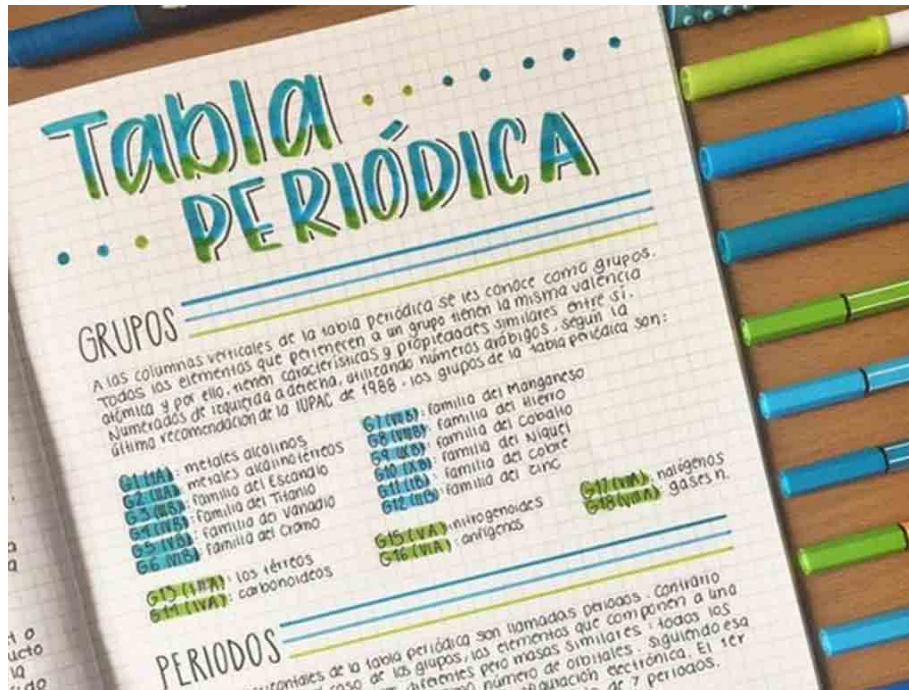 Tabla
PERIÓDICA
GRUPOS
A las columnas verticales de la tabla periódica se les conoce como grupos.
Todos los elementos que pertenecen a un grupo tienen la misma valencia
atómica y por ello, tienen características y propiedades similares entre sí.
Numerados de izquierda a derecha, utilizando números arábigos, según la
última recomendación de la IUPAC de 1988, los grupos de la tabla periódica son:
G1 (IA): metales alcalinos
G2 (IIA): metales alcalinotérreos
G3 (IIIB): familia del Escandio
G4 (IVB): familia del Titanio
G5 (VB): familia del Vanadio
G6 (VIB): familia del Cromo
G7 (VIIB): familia del Manganeso
G8 (VIIIB): familia del Hierro
G9 (IXB): familia del Cobalto
G10 (XB): familia del Níquel
G11 (IB): familia del Cobre
G12 (IIB): familia del zinc
G13 (IIIA): los térreos
G14 (IVA): carbonoideos
G15 (VA): nitrogenoides
G16 (VIA): anfígenos
G17 (VIIA): halógenos
G18 (VIIIA): gases n.
PERIODOS
de la tabla periódica son llamadas periodos. Contrario
caso de los grupos, los elementos que componen a una
diferentes pero masas similares: todos los
número de orbitales. Siguiendo esa
electrónica. El 1er
de 7 periodos.